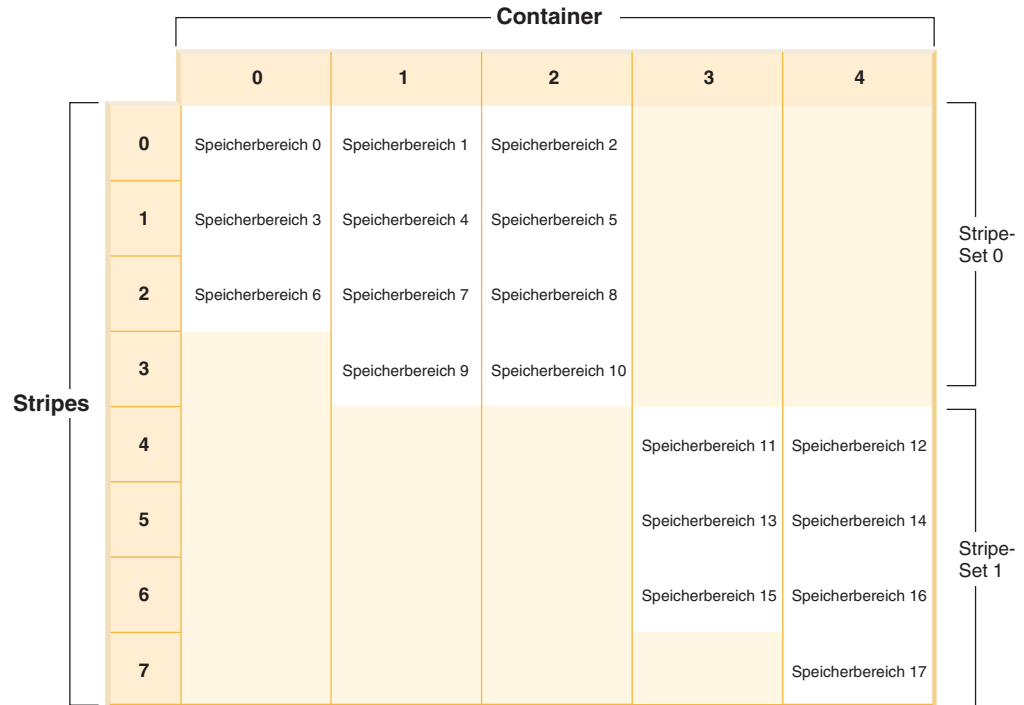 Container
0 1 2 3 4
0 Speicherbereich 0 Speicherbereich 1 Speicherbereich 2
1 Speicherbereich 3 Speicherbereich 4 Speicherbereich 5
Stripe-
Set 0
2 Speicherbereich 6 Speicherbereich 7 Speicherbereich 8
3 Speicherbereich 9 Speicherbereich 10
Stripes
4 Speicherbereich 11 Speicherbereich 12
5 Speicherbereich 13 Speicherbereich 14
Stripe-
Set 1
6 Speicherbereich 15 Speicherbereich 16
7 Speicherbereich 17